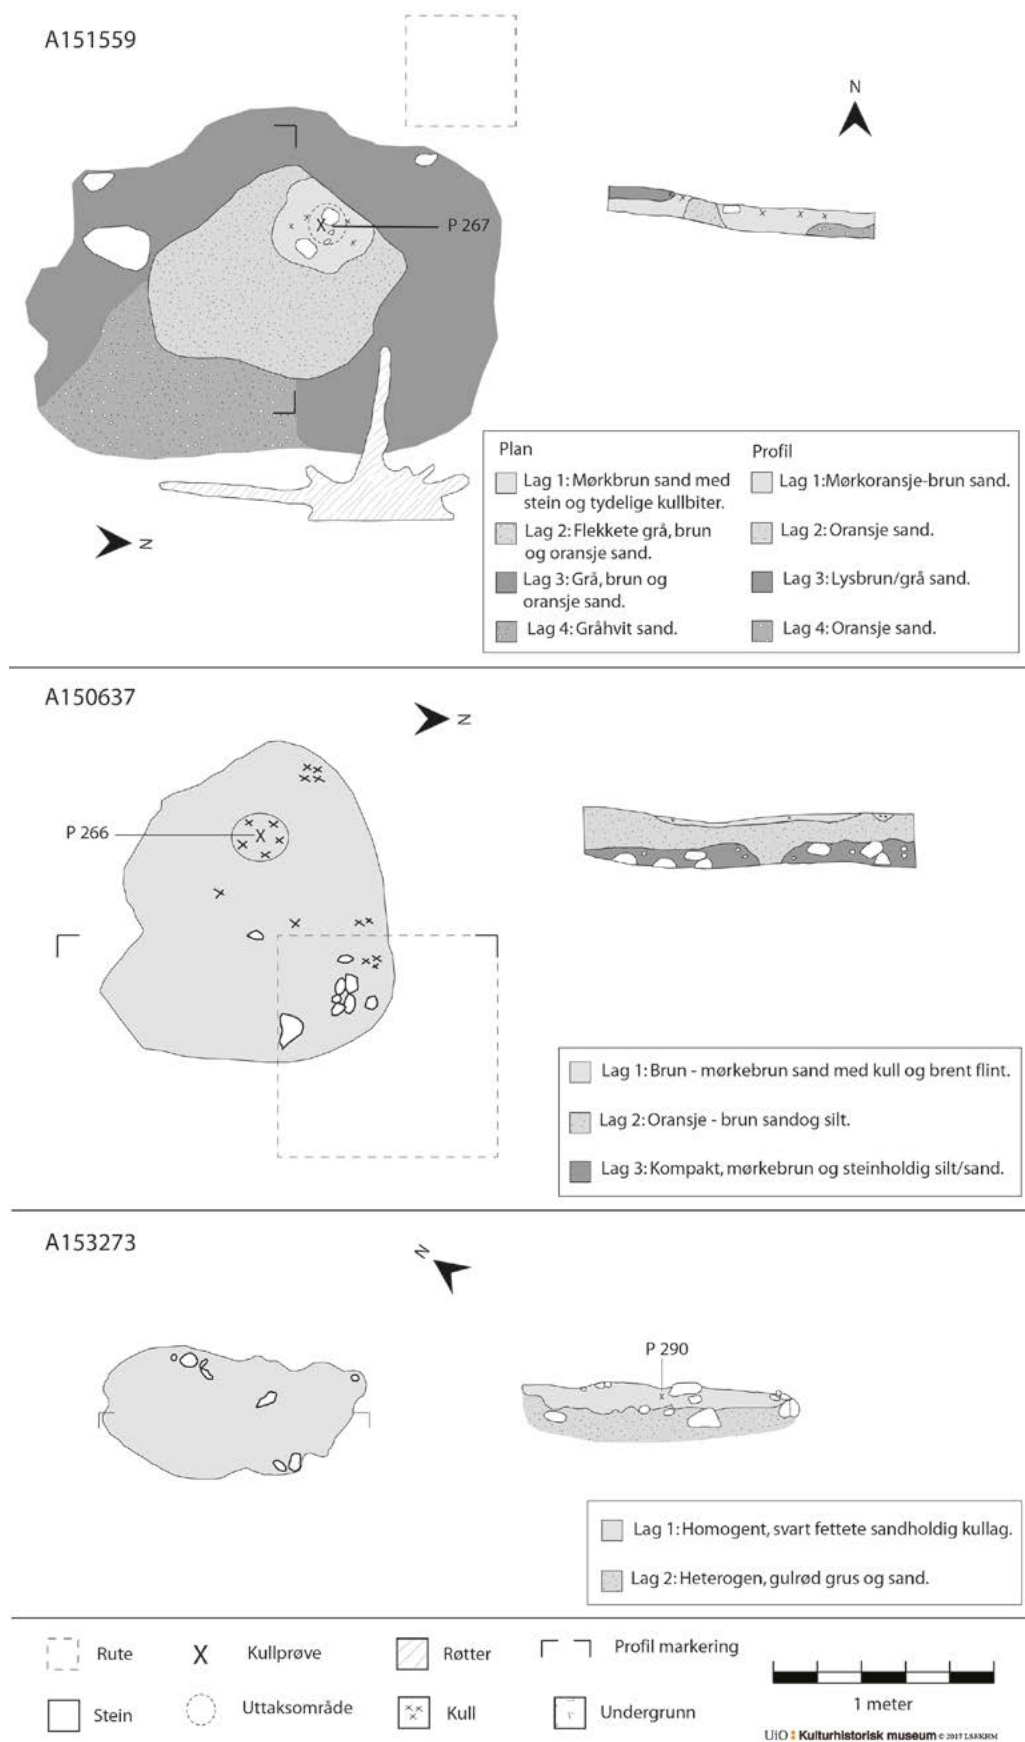 A151559
N
P 267
N
Plan
Lag 1: Mørkbrun sand med
stein og tydelige kullbiter.
Lag 2: Flekkete grå, brun
og oransje sand.
Lag 3: Grå, brun og
oransje sand.
Lag 4: Gråhvit sand.
Profil
Lag 1: Mørkoransje-brun sand.
Lag 2: Oransje sand.
Lag 3: Lysbrun/grå sand.
Lag 4: Oransje sand.
A150637
N
P 266
Lag 1: Brun - mørkebrun sand med kull og brent flint.
Lag 2: Oransje - brun sandog silt.
Lag 3: Kompakt, mørkebrun og steinholdig silt/sand.
A153273
N
P 290
Lag 1: Homogent, svart fettete sandholdig kullag.
Lag 2: Heterogen, gulrød grus og sand.
Rute
Kullprøve
Røtter
Profil markering
Stein
Uttaksområde
Kull
Undergrunn
1 meter
UiO Kulturhistorisk museum © 2017 LSS/KHM